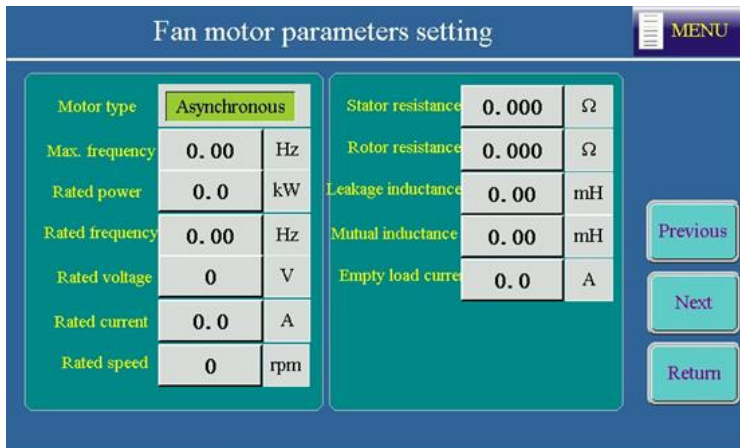 Fan motor parameters setting
MENU
Motor type Asynchronous
Max. frequency 0.00 Hz
Rated power 0.0 kW
Rated frequency 0.00 Hz
Rated voltage 0 V
Rated current 0.0 A
Rated speed 0 rpm
Stator resistance 0.000 Ω
Rotor resistance 0.000 Ω
Leakage inductance 0.00 mH
Mutual inductance 0.00 mH
Empty load curre 0.0 A
Previous
Next
Return